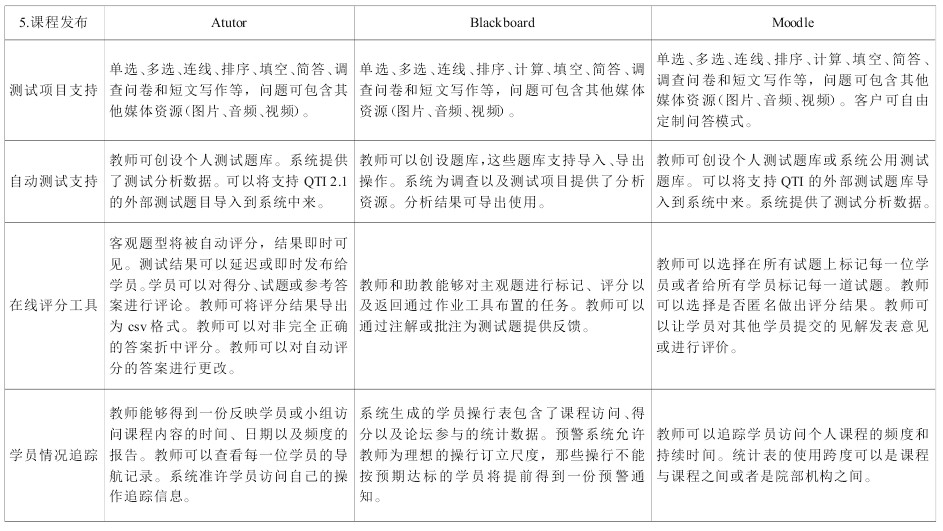 5.课程发布
Atutor
Blackboard
Moodle
测试项目支持
单选、多选、连线、排序、填空、简答、调
查问卷和短文写作等，问题可包含其
他媒体资源(图片、音频、视频)。
单选、多选、连线、排序、计算、填空、简答、调
查问卷和短文写作等，问题可包含其他媒体
资源(图片、音频、视频)。
单选、多选、连线、排序、计算、填空、简答、
调查问卷和短文写作等，问题可包含其他
媒体资源(图片、音频、视频)。客户可自由
定制问答模式。
自动测试支持
教师可创设个人测试题库。系统提供
了测试分析数据。可以将支持 QTI 2.1
的外部测试题目导入到系统中来。
教师可以创设题库,这些题库支持导入、导出
操作。系统为调查以及测试项目提供了分析
资源。分析结果可导出使用。
教师可创设个人测试题库或系统公用测试
题库。可以将支持 QTI 的外部测试题库导
入到系统中来。系统提供了测试分析数据。
在线评分工具
客观题型将被自动评分，结果即时可
见。测试结果可以延迟或即时发布给
学员。学员可以对得分、试题或参考答
案进行评论。教师可将评分结果导出
为 csv 格式。教师可以对非完全正确
的答案折中评分。教师可以对自动评
分的答案进行更改。
教师和助教能够对主观题进行标记、评分以
及返回通过作业工具布置的任务。教师可以
通过注解或批注为测试题提供反馈。
教师可以选择在所有试题上标记每一位学
员或者给所有学员标记每一道试题。教师
可以选择是否匿名做出评分结果。教师可
以让学员对其他学员提交的见解发表意见
或进行评价。
学员情况追踪
教师能够得到一份反映学员或小组访
问课程内容的时间、日期以及频度的
报告。教师可以查看每一位学员的导
航记录。系统准许学员访问自己的操
作追踪信息。
系统生成的学员操行表包含了课程访问、得
分以及论坛参与的统计数据。预警系统允许
教师为理想的操行订立尺度，那些操行不能
按预期达标的学员将提前得到一份预警通
知。
教师可以追踪学员访问个人课程的频度和
持续时间。统计表的使用跨度可以是课程
与课程之间或者是院部机构之间。